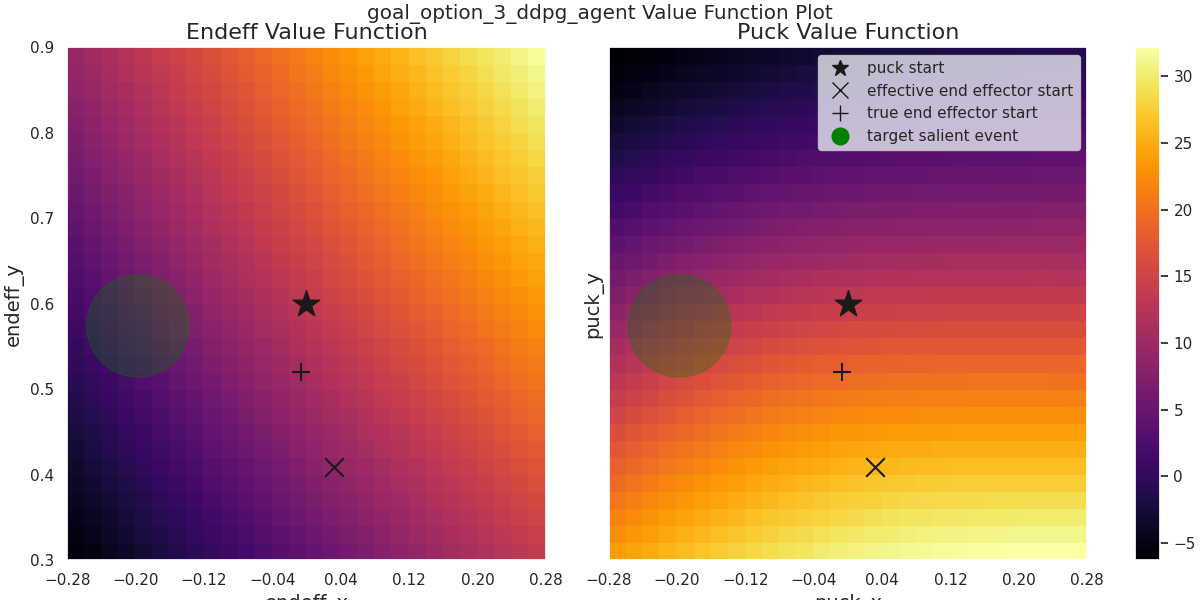 goal_option_3_ddpg_agent Value Function Plot
Endeff Value Function
Puck Value Function
0.9
0.8
0.7
0.6
0.5
0.4
0.3
endeff_y
−0.28 −0.20 −0.12 −0.04 0.04 0.12 0.20 0.28
endeff_x
puck_y
puck start
effective end effector start
true end effector start
target salient event
−0.28 −0.20 −0.12 −0.04 0.04 0.12 0.20 0.28
puck_x
30
25
20
15
10
5
0
−5